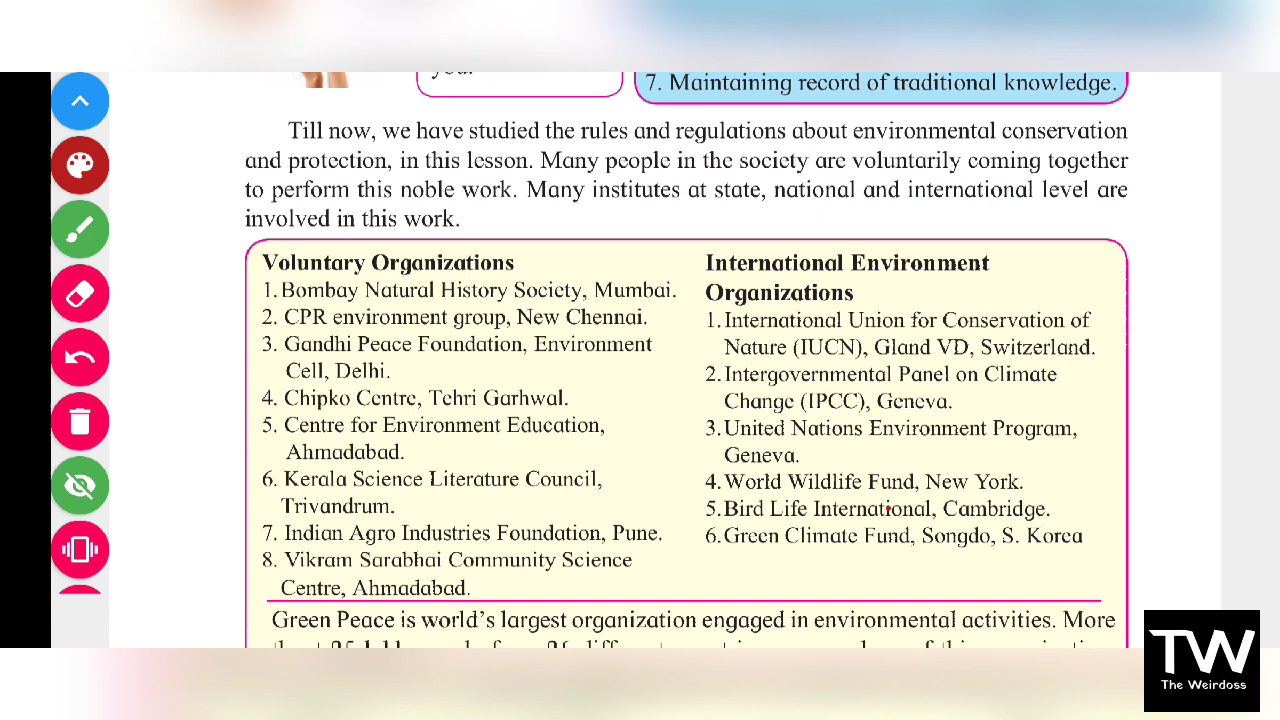 you.
7. Maintaining record of traditional knowledge.
Till now, we have studied the rules and regulations about environmental conservation
and protection, in this lesson. Many people in the society are voluntarily coming together
to perform this noble work. Many institutes at state, national and international level are
involved in this work.
Voluntary Organizations
1. Bombay Natural History Society, Mumbai.
2. CPR environment group, New Chennai.
3. Gandhi Peace Foundation, Environment
Cell, Delhi.
4. Chipko Centre, Tehri Garhwal.
5. Centre for Environment Education,
Ahmadabad.
6. Kerala Science Literature Council,
Trivandrum.
7. Indian Agro Industries Foundation, Pune.
8. Vikram Sarabhai Community Science
Centre, Ahmadabad.
International Environment
Organizations
1. International Union for Conservation of
Nature (IUCN), Gland VD, Switzerland.
2. Intergovernmental Panel on Climate
Change (IPCC), Geneva.
3. United Nations Environment Program,
Geneva.
4. World Wildlife Fund, New York.
5. Bird Life International, Cambridge.
6. Green Climate Fund, Songdo, S. Korea
Green Peace is world's largest organization engaged in environmental activities. More
TW
The Weirdoss